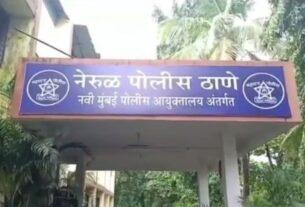 नेरुळ पोलीस ठाणे
नवी मुंबई पोलीस आयुक्तालय अंतर्गत